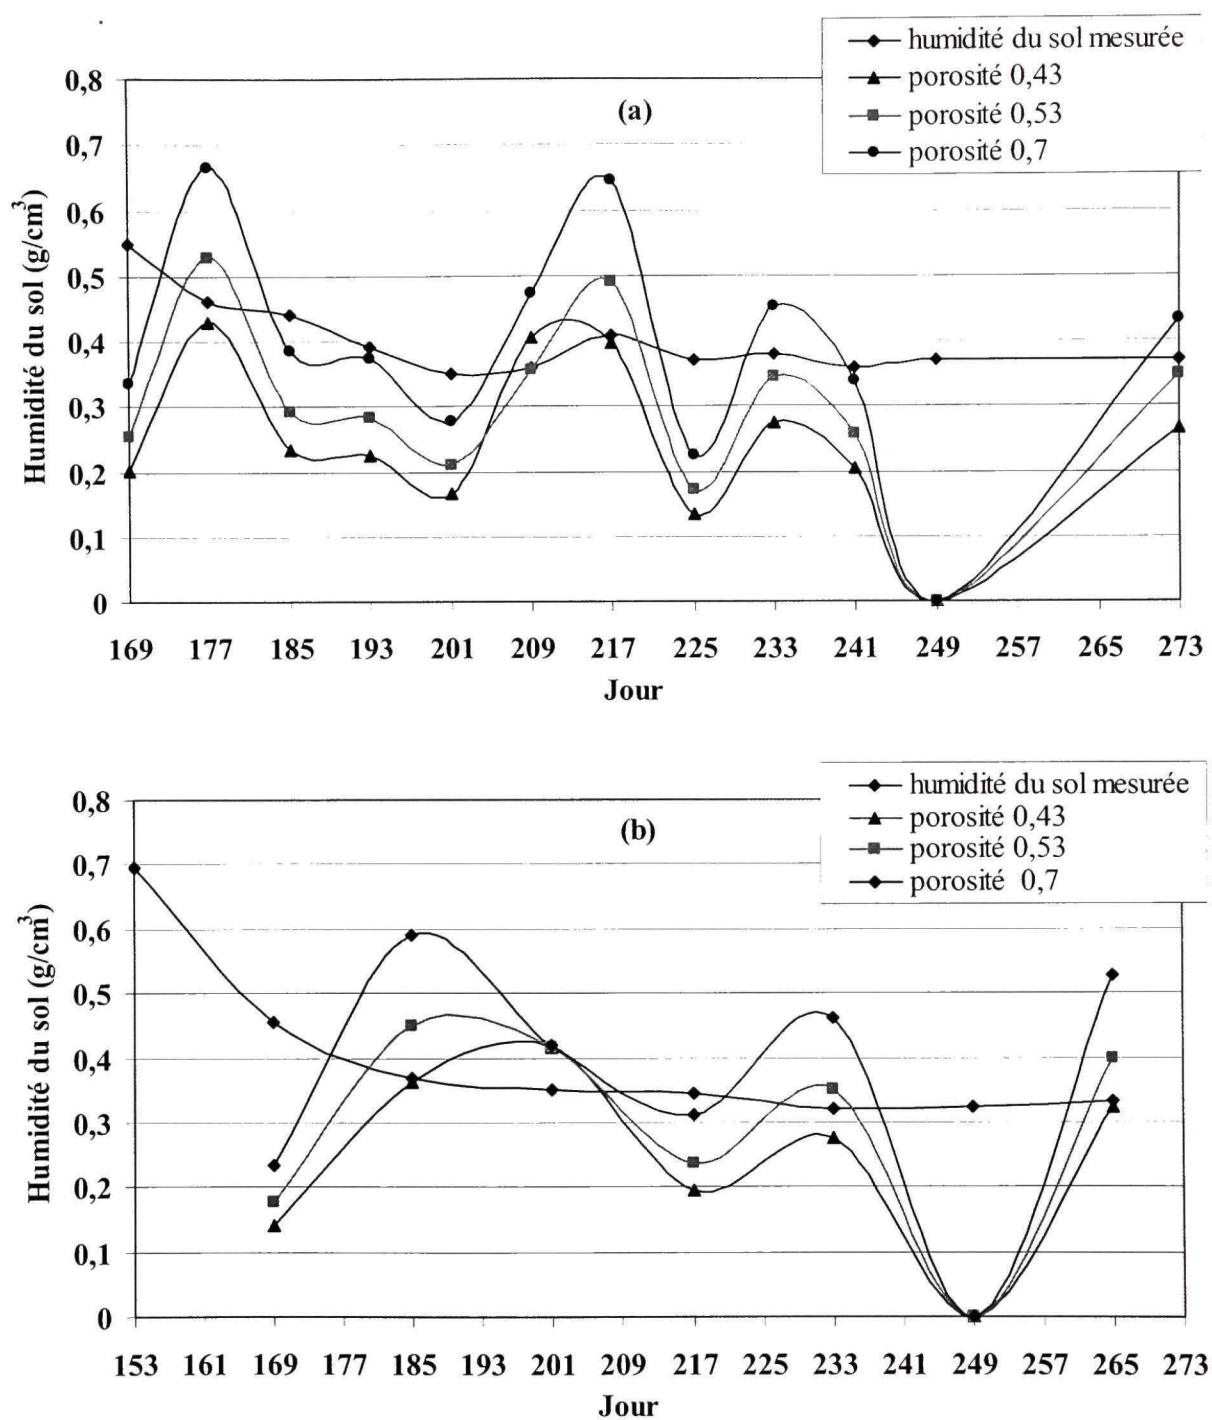 humidité du sol mesurée
porosité 0,43
porosité 0,53
porosité 0,7
(a)
0,8
0,7
0,6
0,5
0,4
0,3
0,2
0,1
0
Humidité du sol (g/cm³)
169 177 185 193 201 209 217 225 233 241 249 257 265 273
Jour
humidité du sol mesurée
porosité 0,43
porosité 0,53
porosité 0,7
(b)
0,8
0,7
0,6
0,5
0,4
0,3
0,2
0,1
0
Humidité du sol (g/cm³)
153 161 169 177 185 193 201 209 217 225 233 241 249 257 265 273
Jour